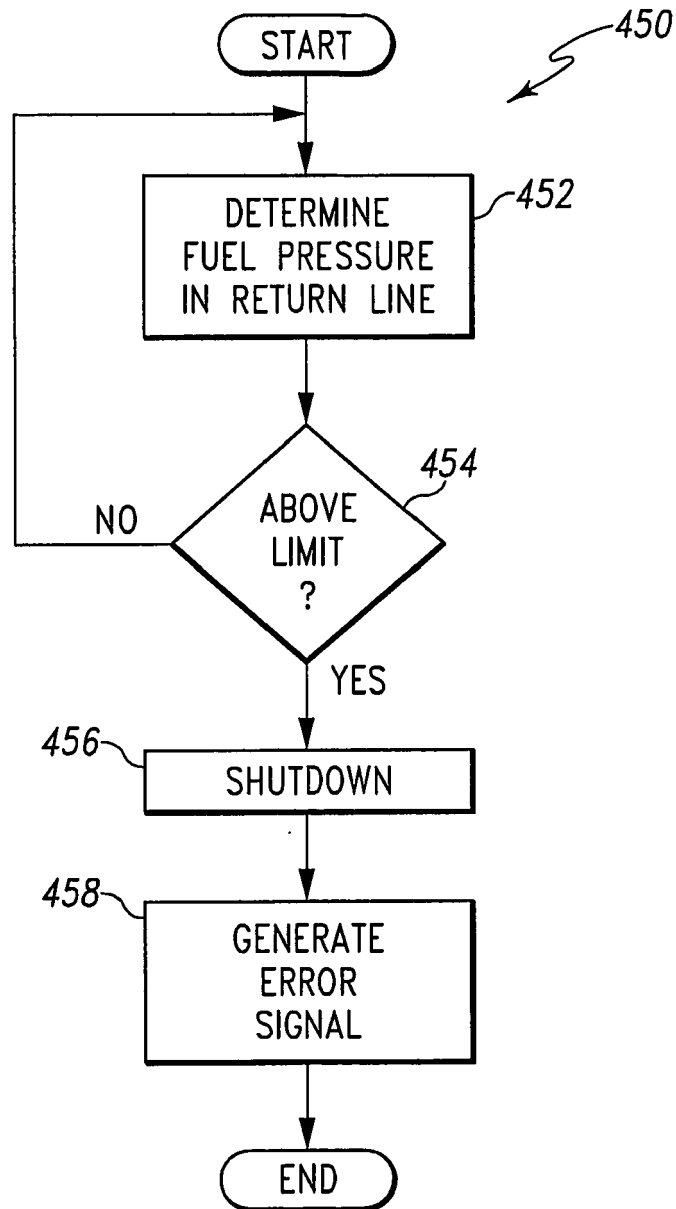 START
450
DETERMINE
FUEL PRESSURE
IN RETURN LINE
452
ABOVE
LIMIT
?
454
NO
YES
456
SHUTDOWN
458
GENERATE
ERROR
SIGNAL
END